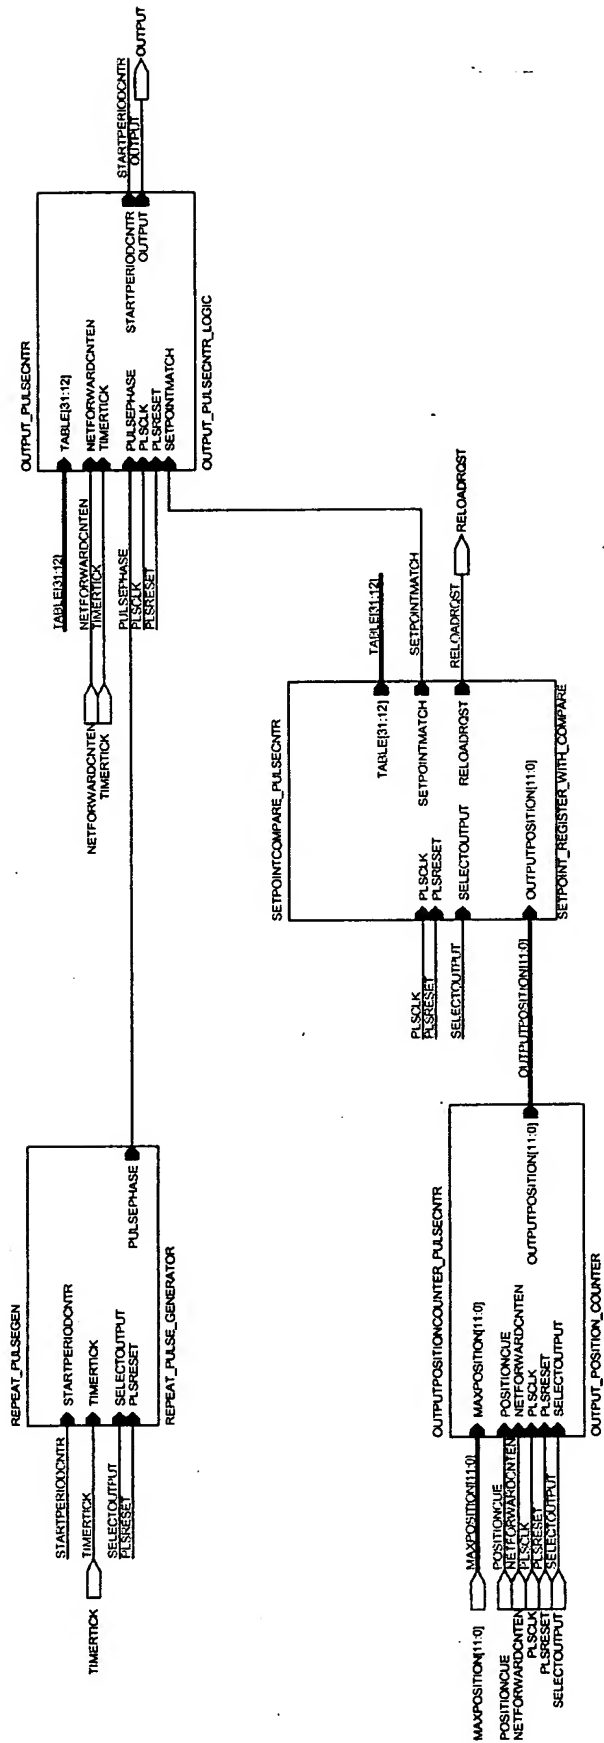 REPEAT_PULSEGEN
STARTPERIODCNTR
STARTPERIODCNTR
TIMERTICK
TIMERTICK
TIMERTICK
SELECTOUTPUT
SELECTOUTPUT
PLSRESET
PLSRESET
PULSEPHASE
REPEAT_PULSE_GENERATOR
OUTPUT_PULSECNTR
TABLE[31:12]
TABLE[31:12]
NETFORWARDCNTEN
NETFORWARDCNTEN
NETFORWARDCNTEN
TIMERTICK
TIMERTICK
TIMERTICK
PULSEPHASE
PULSEPHASE
PLSCLK
PLSCLK
PLSRESET
PLSRESET
SETPOINTMATCH
STARTPERIODCNTR
STARTPERIODCNTR
OUTPUT
OUTPUT
OUTPUT
OUTPUT_PULSECNTR_LOGIC
SETPOINTCOMPARE_PULSECNTR
TABLE[31:12]
TABLE[31:12]
PLSCLK
PLSCLK
PLSRESET
PLSRESET
SETPOINTMATCH
SETPOINTMATCH
SELECTOUTPUT
SELECTOUTPUT
RELOADRQST
RELOADRQST
RELOADRQST
OUTPUTPOSITION[11:0]
OUTPUTPOSITION[11:0]
SETPOINT_REGISTER_WITH_COMPARE
OUTPUTPOSITIONCOUNTER_PULSECNTR
MAXPOSITION[11:0]
MAXPOSITION[11:0]
MAXPOSITION[11:0]
POSITIONCUE
POSITIONCUE
POSITIONCUE
NETFORWARDCNTEN
NETFORWARDCNTEN
NETFORWARDCNTEN
PLSCLK
PLSCLK
PLSCLK
PLSRESET
PLSRESET
PLSRESET
SELECTOUTPUT
SELECTOUTPUT
SELECTOUTPUT
OUTPUTPOSITION[11:0]
OUTPUT_POSITION_COUNTER